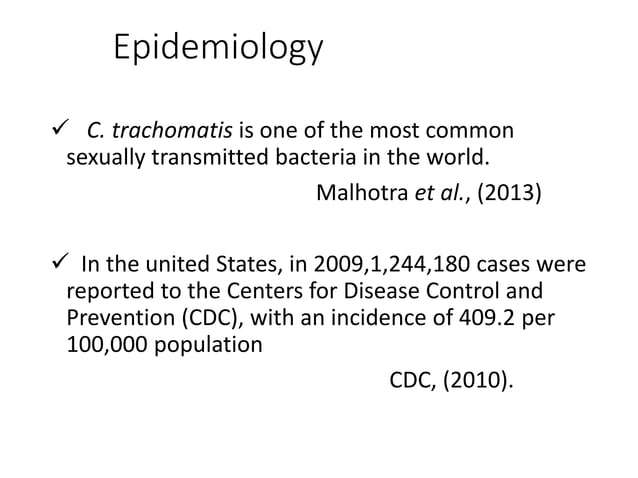 Epidemiology
✓ C. trachomatis is one of the most common
sexually transmitted bacteria in the world.
Malhotra et al., (2013)
✓ In the united States, in 2009,1,244,180 cases were
reported to the Centers for Disease Control and
Prevention (CDC), with an incidence of 409.2 per
100,000 population
CDC, (2010).